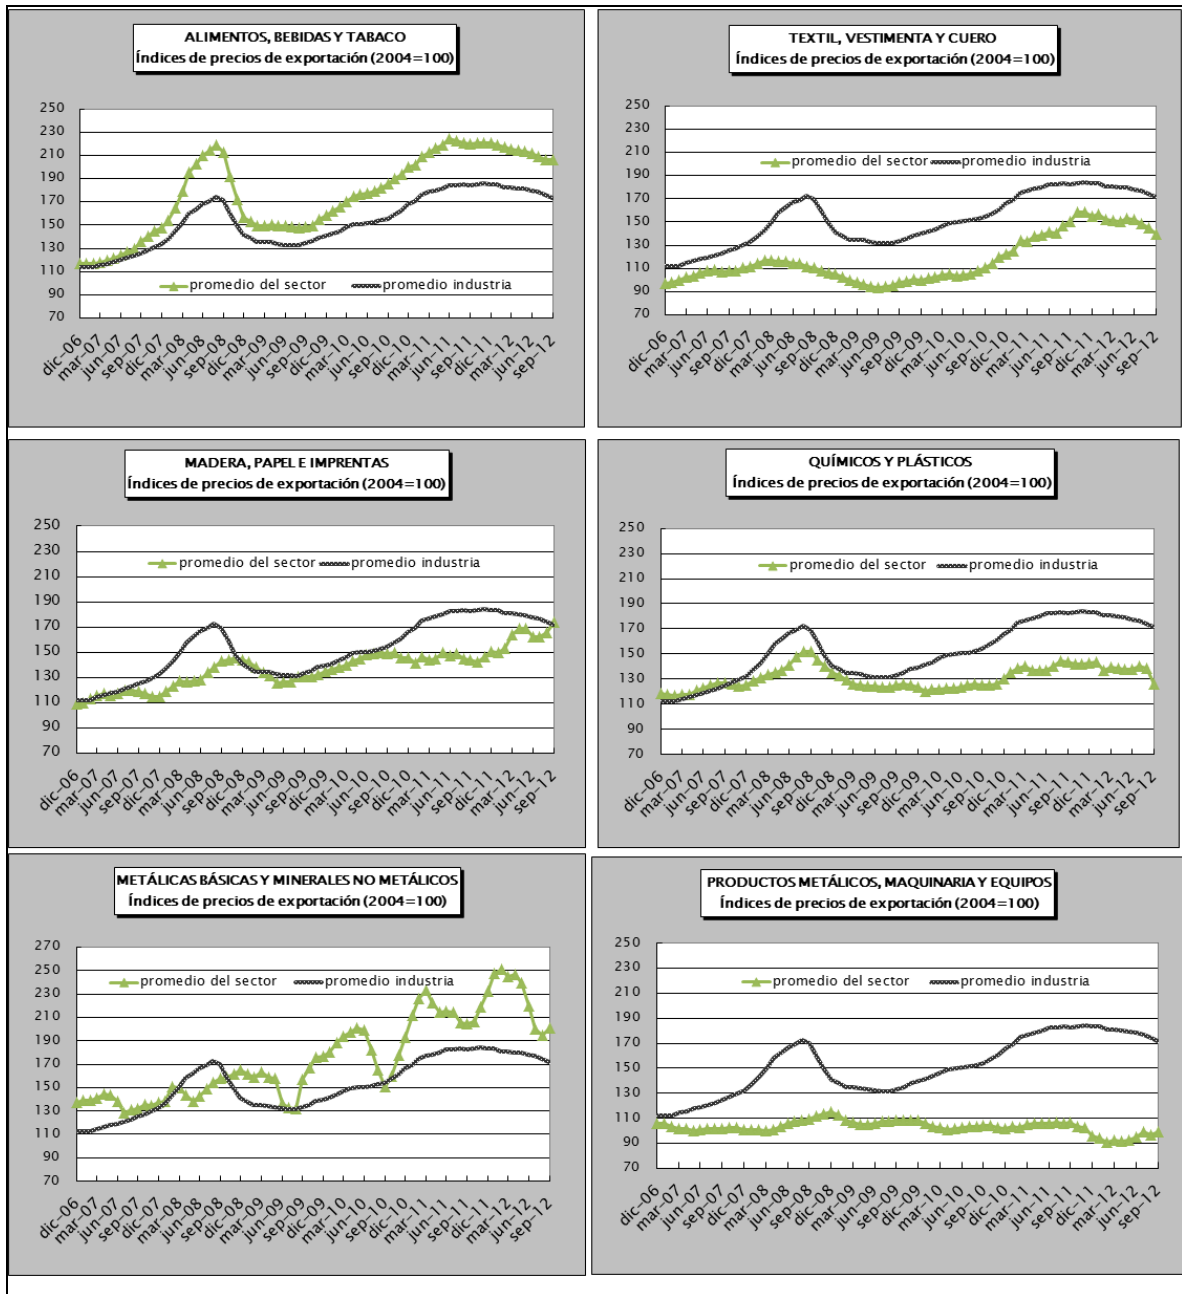 ALIMENTOS, BEBIDAS Y TABACO
Índices de precios de exportación (2004=100)
250
230
210
190
170
150
130
110
90
70
promedio del sector
promedio industria
dic-06
mar-07
jun-07
sep-07
dic-07
mar-08
jun-08
sep-08
dic-08
mar-09
jun-09
sep-09
dic-09
mar-10
jun-10
sep-10
dic-10
mar-11
jun-11
sep-11
dic-11
mar-12
jun-12
sep-12
TEXTIL, VESTIMENTA Y CUERO
Índices de precios de exportación (2004=100)
250
230
210
190
170
150
130
110
90
70
promedio del sector
promedio industria
dic-06
mar-07
jun-07
sep-07
dic-07
mar-08
jun-08
sep-08
dic-08
mar-09
jun-09
sep-09
dic-09
mar-10
jun-10
sep-10
dic-10
mar-11
jun-11
sep-11
dic-11
mar-12
jun-12
sep-12
MADERA, PAPEL E IMPRENTAS
Índices de precios de exportación (2004=100)
250
230
210
190
170
150
130
110
90
70
promedio del sector
promedio industria
dic-06
mar-07
jun-07
sep-07
dic-07
mar-08
jun-08
sep-08
dic-08
mar-09
jun-09
sep-09
dic-09
mar-10
jun-10
sep-10
dic-10
mar-11
jun-11
sep-11
dic-11
mar-12
jun-12
sep-12
QUÍMICOS Y PLÁSTICOS
Índices de precios de exportación (2004=100)
250
230
210
190
170
150
130
110
90
70
promedio del sector
promedio industria
dic-06
mar-07
jun-07
sep-07
dic-07
mar-08
jun-08
sep-08
dic-08
mar-09
jun-09
sep-09
dic-09
mar-10
jun-10
sep-10
dic-10
mar-11
jun-11
sep-11
dic-11
mar-12
jun-12
sep-12
METÁLICAS BÁSICAS Y MINERALES NO METÁLICOS
Índices de precios de exportación (2004=100)
270
250
230
210
190
170
150
130
110
90
70
promedio del sector
promedio industria
dic-06
mar-07
jun-07
sep-07
dic-07
mar-08
jun-08
sep-08
dic-08
mar-09
jun-09
sep-09
dic-09
mar-10
jun-10
sep-10
dic-10
mar-11
jun-11
sep-11
dic-11
mar-12
jun-12
sep-12
PRODUCTOS METÁLICOS, MAQUINARIA Y EQUIPOS
Índices de precios de exportación (2004=100)
250
230
210
190
170
150
130
110
90
70
promedio del sector
promedio industria
dic-06
mar-07
jun-07
sep-07
dic-07
mar-08
jun-08
sep-08
dic-08
mar-09
jun-09
sep-09
dic-09
mar-10
jun-10
sep-10
dic-10
mar-11
jun-11
sep-11
dic-11
mar-12
jun-12
sep-12